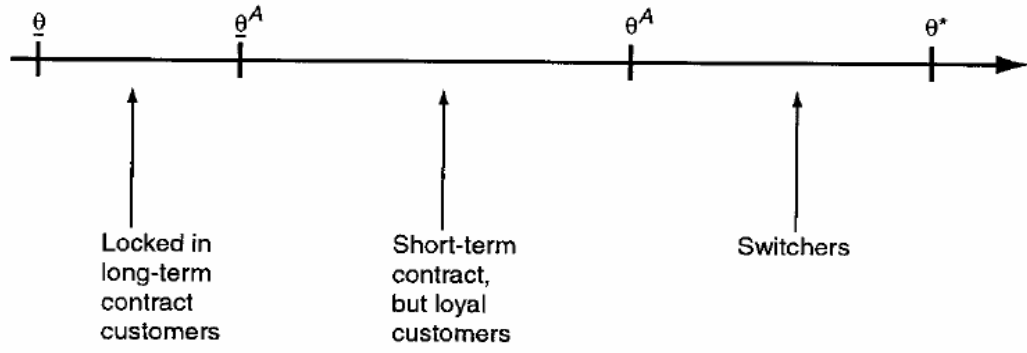 θ̲ θ̲^A θ^A θ*
Locked in
long-term
contract
customers
Short-term
contract,
but loyal
customers
Switchers